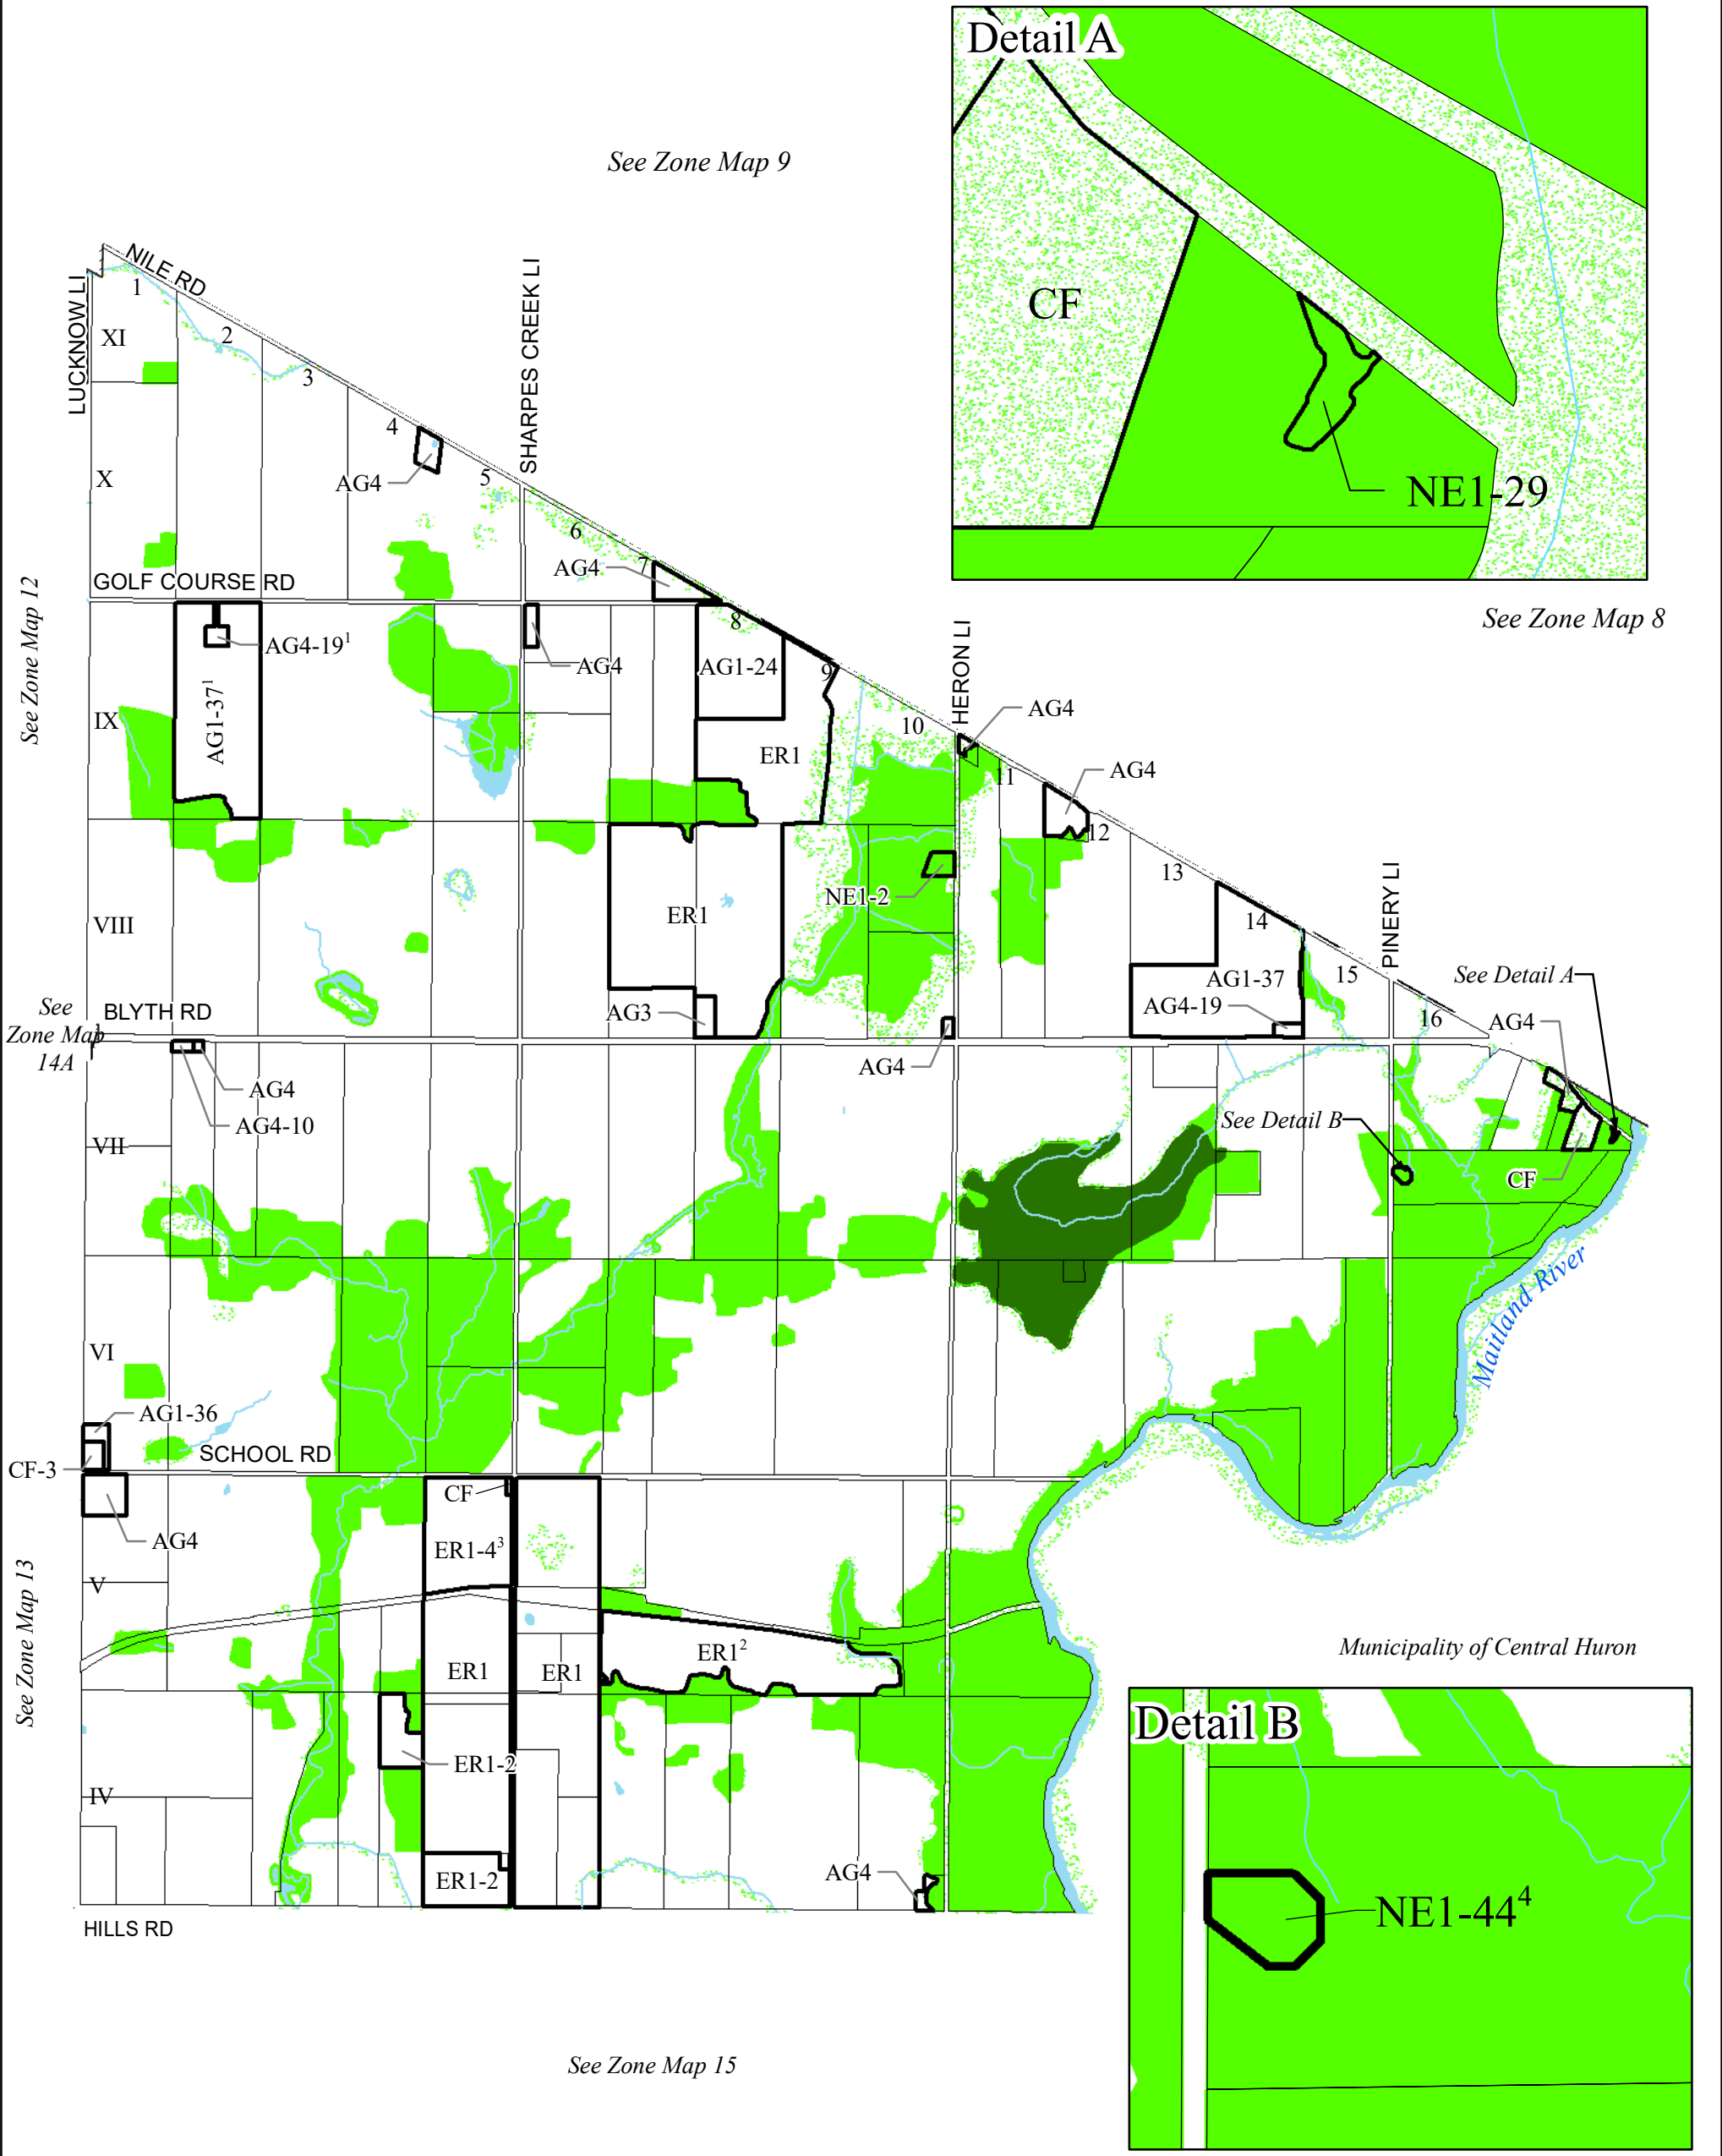 Detail A
See Zone Map 9
NILE RD
LUCKNOW LI
SHARPES CREEK LI
1
2
XI
3
CF
4
X
AG4
5
NE1-29
6
7
AG4
GOLF COURSE RD
See Zone Map 12
8
See Zone Map 8
AG4-19¹
AG4
AG1-24
9
HERON LI
AG1-37¹
IX
ER1
10
AG4
11
AG4
12
13
NE1-2
PINERY LI
VIII
ER1
14
15
AG1-37
See Detail A
See
Zone Map
14A
BLYTH RD
AG3
AG4-19
16
AG4
AG4
AG4
AG4-10
See Detail B
VII
CF
Maitland River
VI
AG1-36
SCHOOL RD
CF-3
CF
AG4
ER1-4³
V
See Zone Map 13
ER1
ER1
ER1²
Municipality of Central Huron
Detail B
ER1-2
IV
AG4
ER1-2
NE1-44⁴
HILLS RD
See Zone Map 15